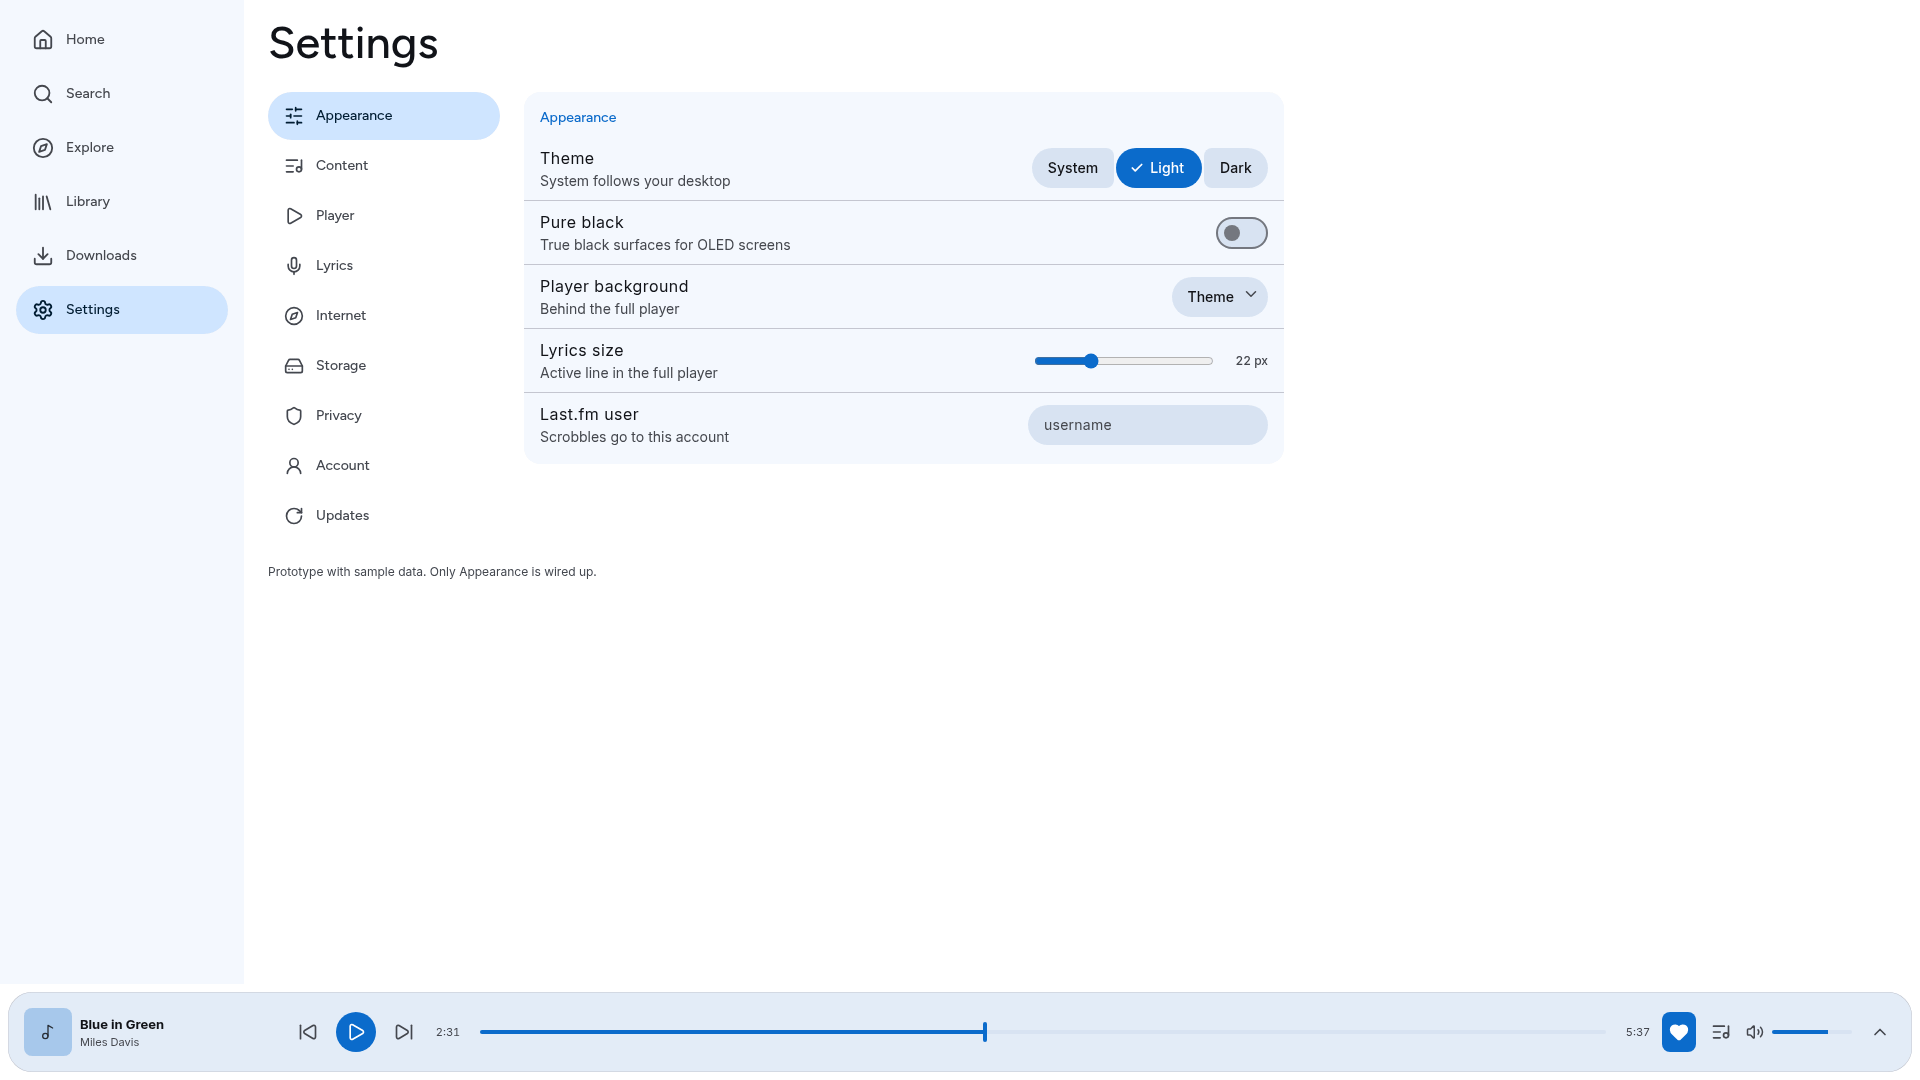 Home
Search
Explore
Library
Downloads
Settings
Settings
Appearance
Content
Player
Lyrics
Internet
Storage
Privacy
Account
Updates
Appearance
Theme
System follows your desktop
System
Light
Dark
Pure black
True black surfaces for OLED screens
Player background
Behind the full player
Theme
Lyrics size
Active line in the full player
22 px
Last.fm user
Scrobbles go to this account
username
Prototype with sample data. Only Appearance is wired up.
Blue in Green
Miles Davis
2:31
5:37